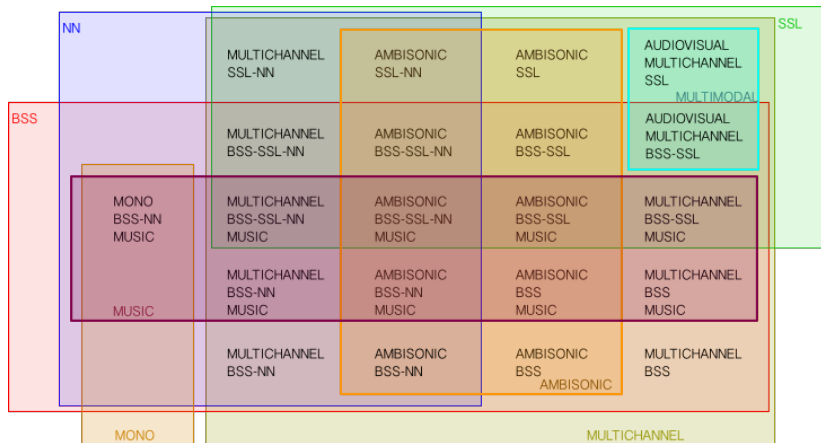 NN
SSL
MULTICHANNEL
SSL-NN
AMBISONIC
SSL-NN
AMBISONIC
SSL
AUDIOVISUAL
MULTICHANNEL
SSL
MULTIMODAL
BSS
MULTICHANNEL
BSS-SSL-NN
AMBISONIC
BSS-SSL-NN
AMBISONIC
BSS-SSL
AUDIOVISUAL
MULTICHANNEL
BSS-SSL
MONO
BSS-NN
MUSIC
MULTICHANNEL
BSS-SSL-NN
MUSIC
AMBISONIC
BSS-SSL-NN
MUSIC
AMBISONIC
BSS-SSL
MUSIC
MULTICHANNEL
BSS-SSL
MUSIC
MUSIC
MULTICHANNEL
BSS-NN
MUSIC
AMBISONIC
BSS-NN
MUSIC
AMBISONIC
BSS
MUSIC
MULTICHANNEL
BSS
MUSIC
MULTICHANNEL
BSS-NN
AMBISONIC
BSS-NN
AMBISONIC
BSS
AMBISONIC
MULTICHANNEL
BSS
MONO
MULTICHANNEL